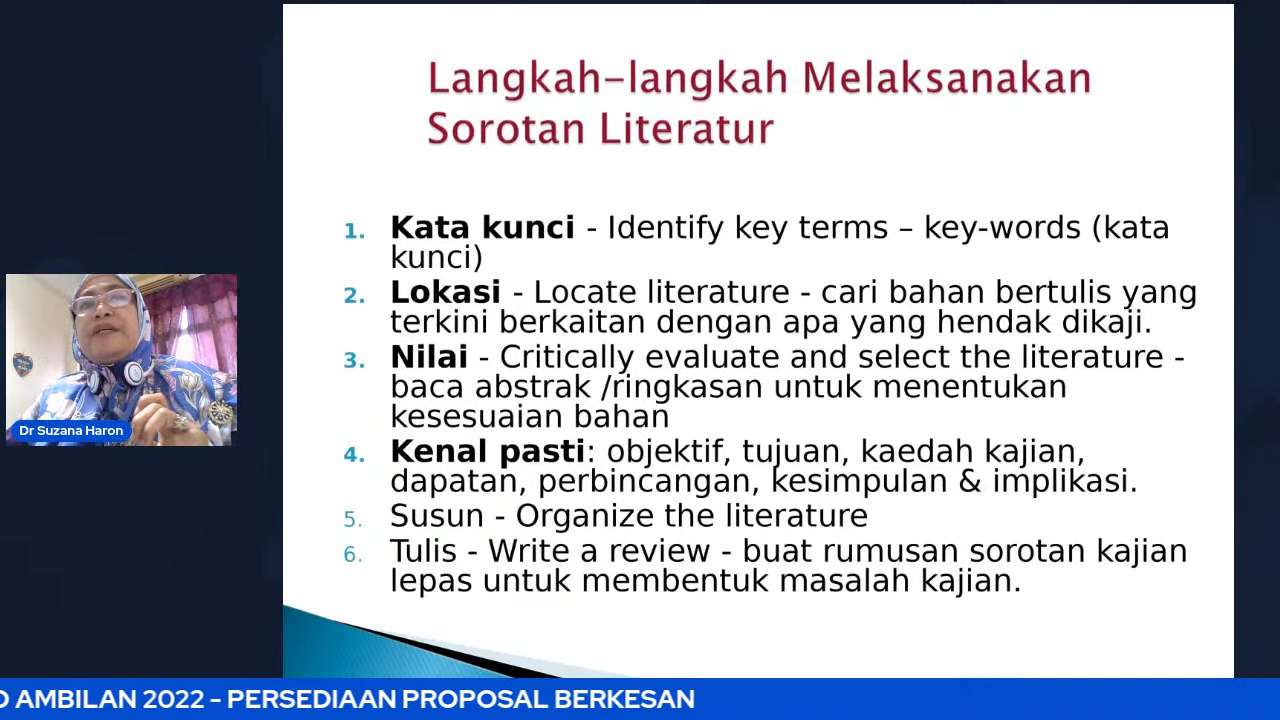 Langkah-langkah Melaksanakan
Sorotan Literatur
1. Kata kunci - Identify key terms – key-words (kata
kunci)
2. Lokasi - Locate literature - cari bahan bertulis yang
terkini berkaitan dengan apa yang hendak dikaji.
3. Nilai - Critically evaluate and select the literature -
baca abstrak /ringkasan untuk menentukan
kesesuaian bahan
4. Kenal pasti: objektif, tujuan, kaedah kajian,
dapatan, perbincangan, kesimpulan & implikasi.
5. Susun - Organize the literature
6. Tulis - Write a review - buat rumusan sorotan kajian
lepas untuk membentuk masalah kajian.
Dr Suzana Haron
AMBILAN 2022 - PERSEDIAAN PROPOSAL BERKESAN